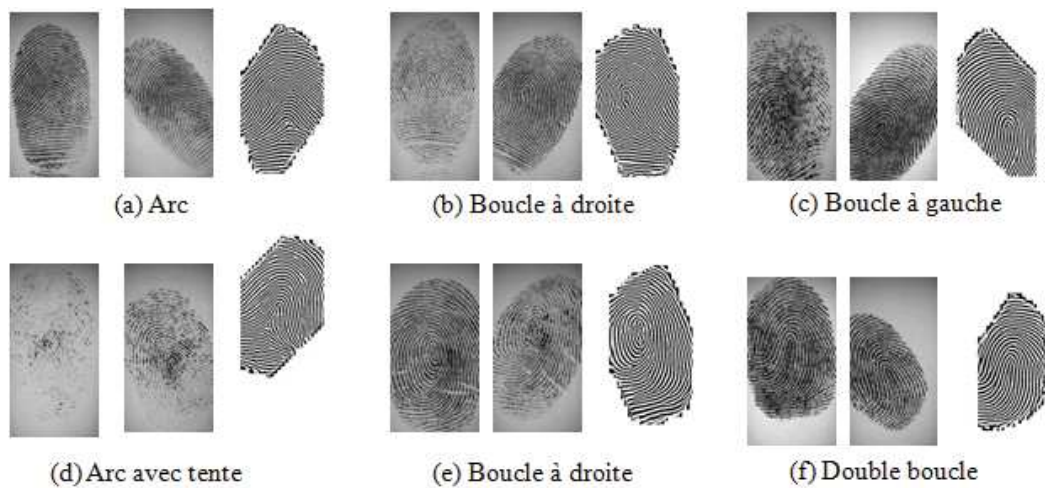 (a) Arc
(b) Boucle à droite
(c) Boucle à gauche
(d) Arc avec tente
(e) Boucle à droite
(f) Double boucle